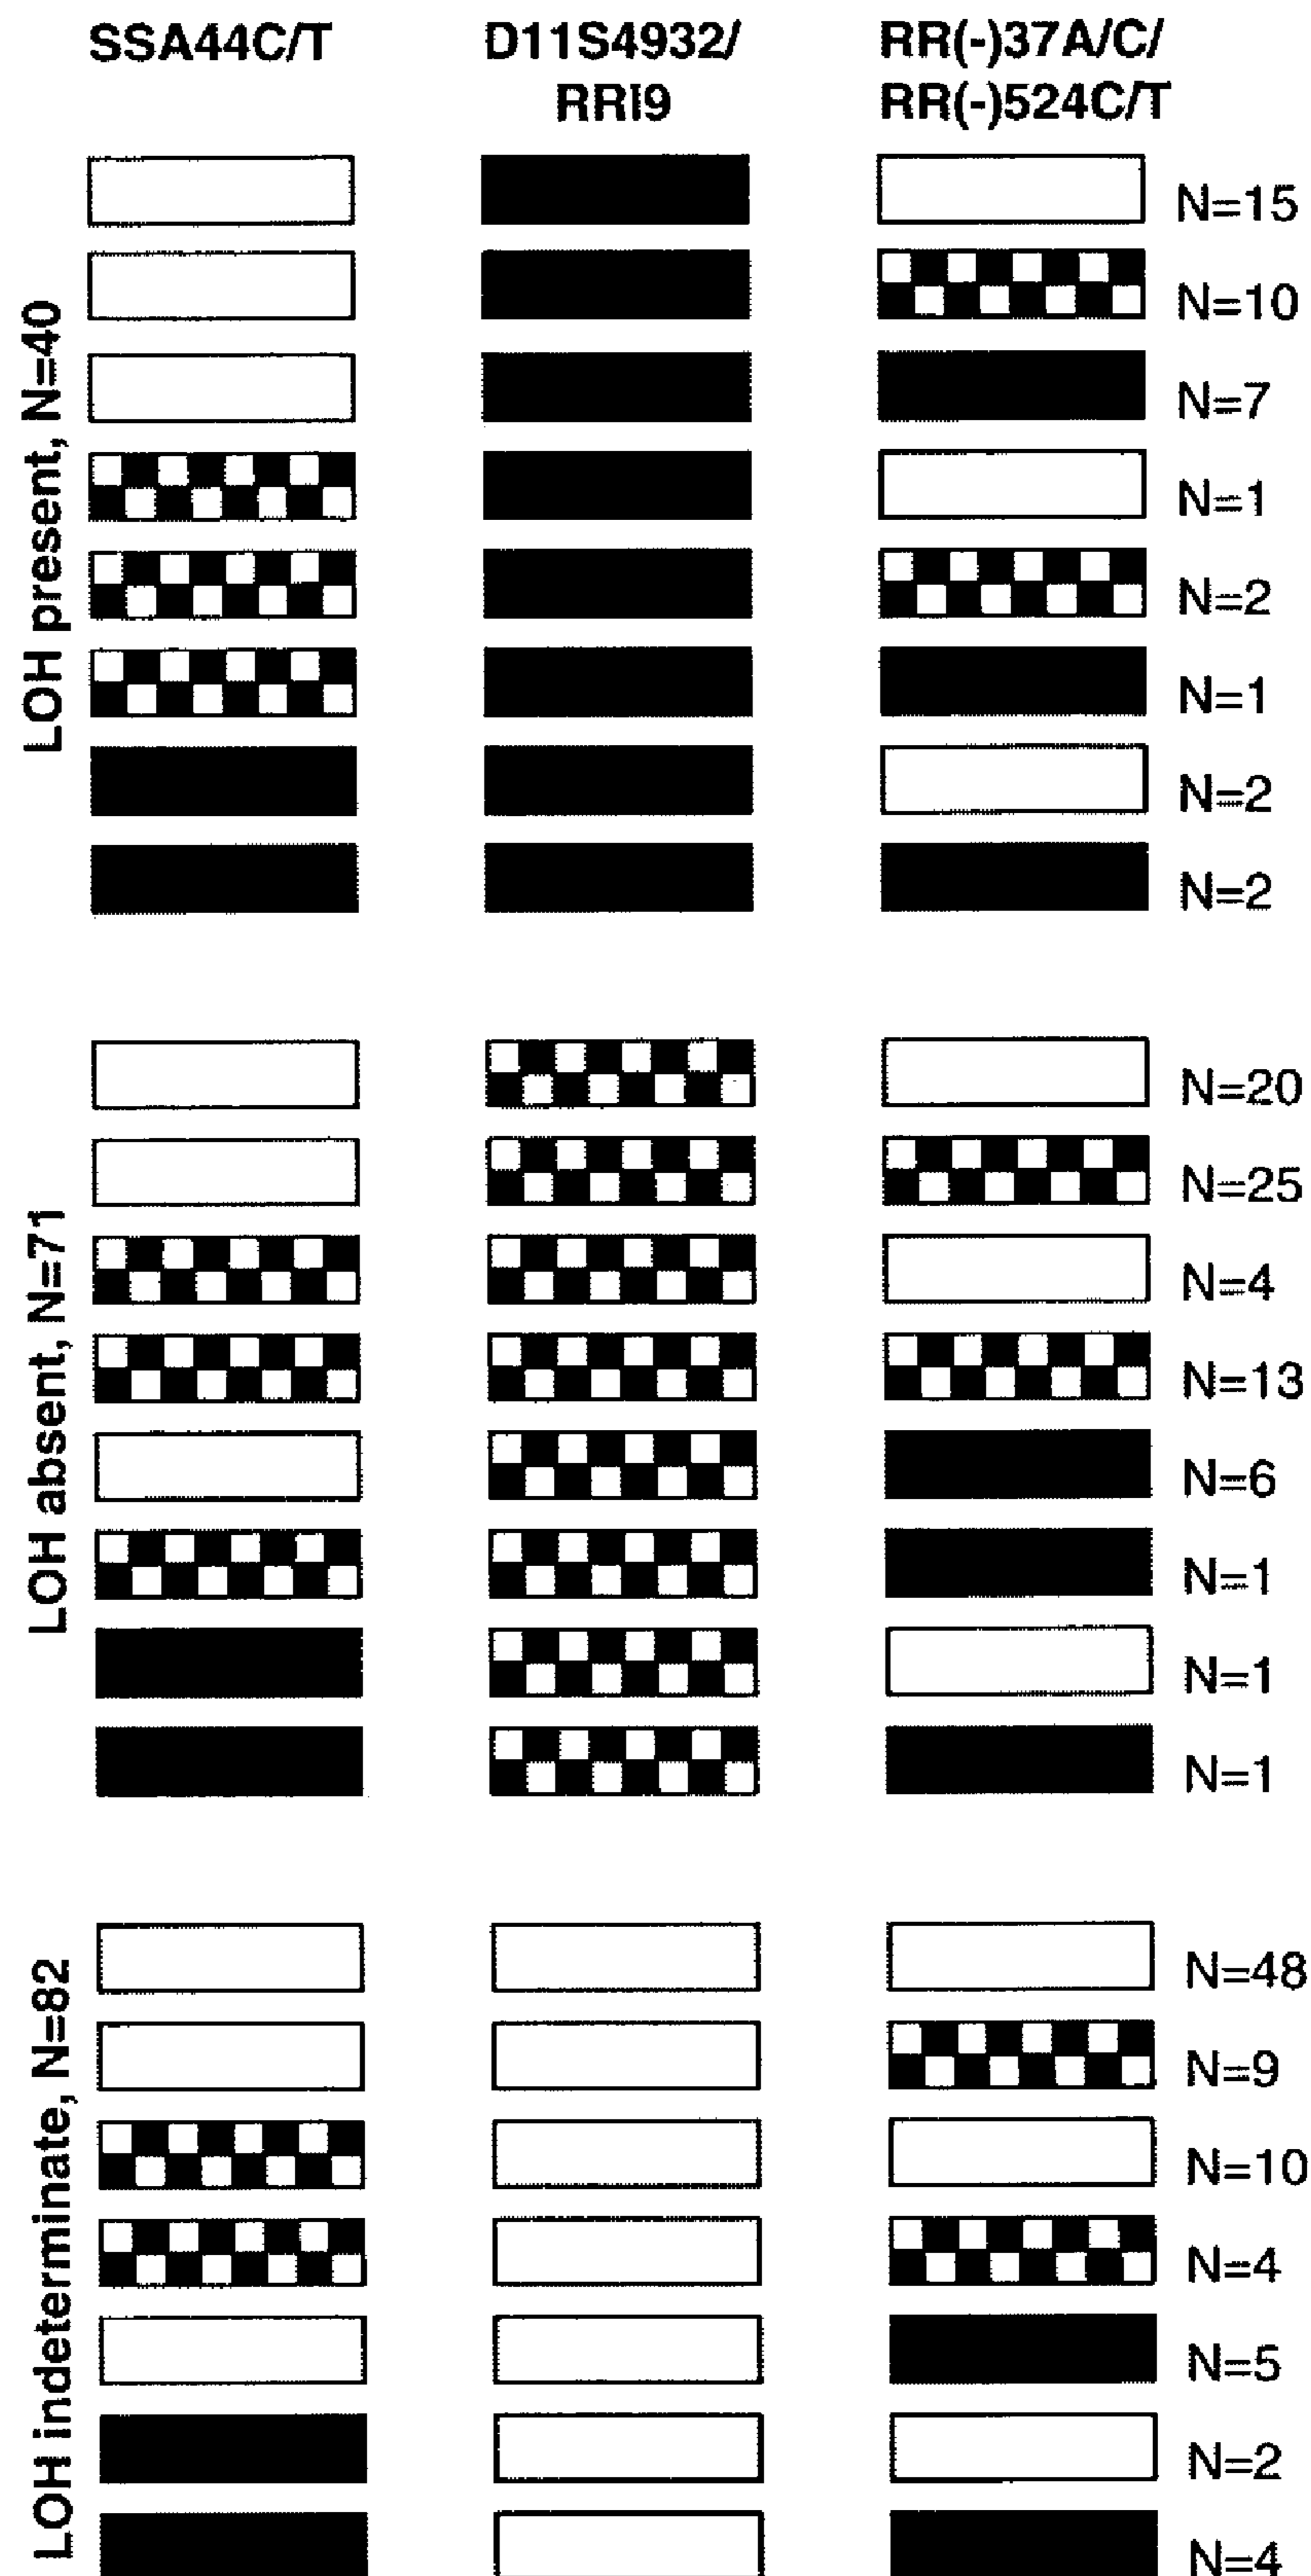 SSA44C/T
D11S4932/
RRI9
RR(-)37A/C/
RR(-)524C/T
LOH present, N=40
N=15
N=10
N=7
N=1
N=2
N=1
N=2
N=2
LOH absent, N=71
N=20
N=25
N=4
N=13
N=6
N=1
N=1
N=1
LOH indeterminate, N=82
N=48
N=9
N=10
N=4
N=5
N=2
N=4